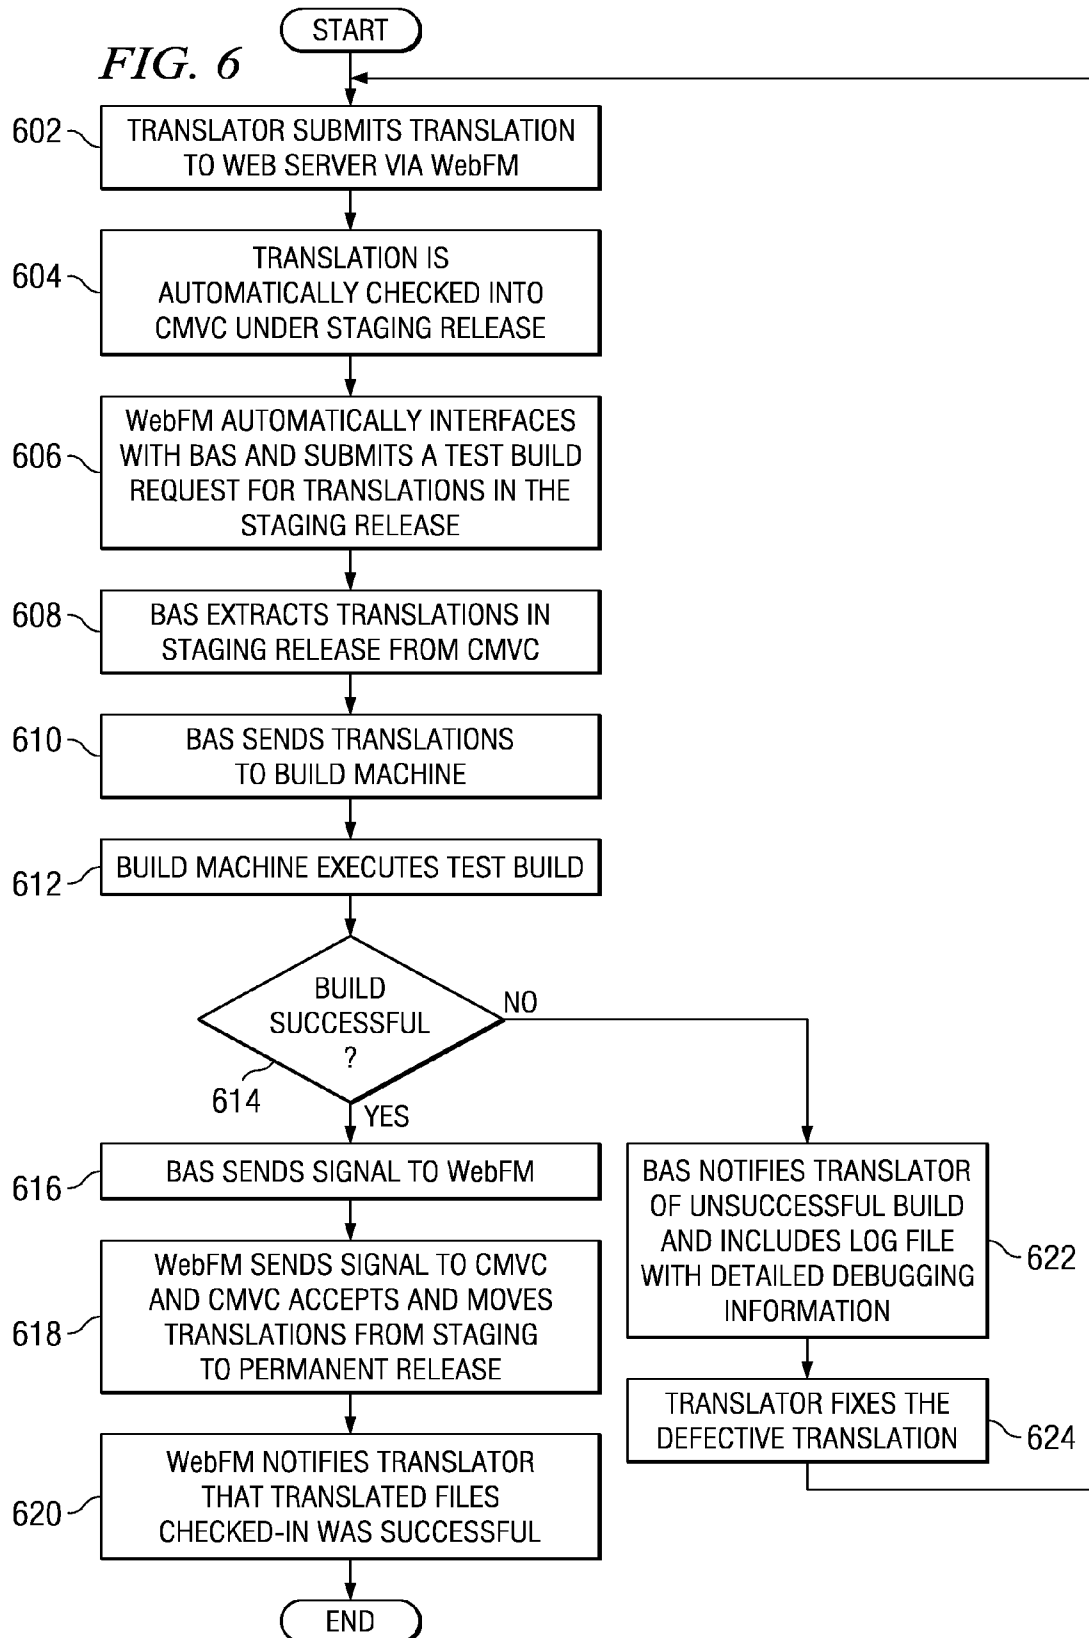 START
FIG. 6
602
TRANSLATOR SUBMITS TRANSLATION
TO WEB SERVER VIA WebFM
604
TRANSLATION IS
AUTOMATICALLY CHECKED INTO
CMVC UNDER STAGING RELEASE
606
WebFM AUTOMATICALLY INTERFACES
WITH BAS AND SUBMITS A TEST BUILD
REQUEST FOR TRANSLATIONS IN THE
STAGING RELEASE
608
BAS EXTRACTS TRANSLATIONS IN
STAGING RELEASE FROM CMVC
610
BAS SENDS TRANSLATIONS
TO BUILD MACHINE
612
BUILD MACHINE EXECUTES TEST BUILD
BUILD
SUCCESSFUL
?
614
NO
YES
616
BAS SENDS SIGNAL TO WebFM
618
WebFM SENDS SIGNAL TO CMVC
AND CMVC ACCEPTS AND MOVES
TRANSLATIONS FROM STAGING
TO PERMANENT RELEASE
620
WebFM NOTIFIES TRANSLATOR
THAT TRANSLATED FILES
CHECKED-IN WAS SUCCESSFUL
END
BAS NOTIFIES TRANSLATOR
OF UNSUCCESSFUL BUILD
AND INCLUDES LOG FILE
WITH DETAILED DEBUGGING
INFORMATION
622
TRANSLATOR FIXES THE
DEFECTIVE TRANSLATION
624